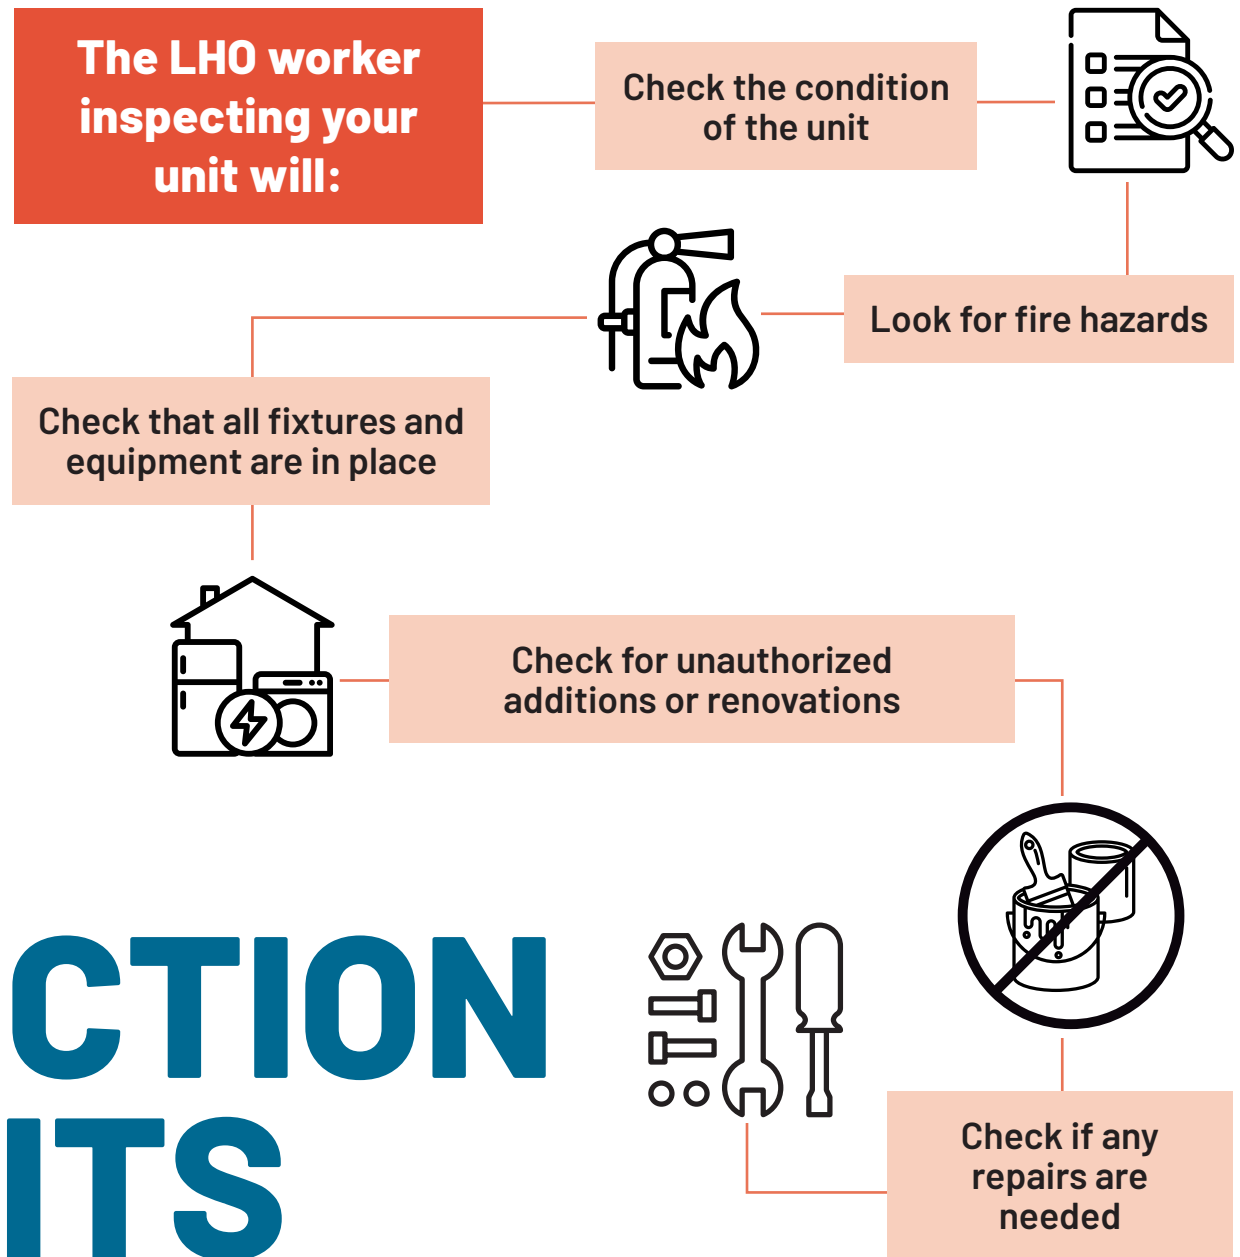 The LHO worker
inspecting your
unit will:
Check the condition
of the unit
Look for fire hazards
Check that all fixtures and
equipment are in place
Check for unauthorized
additions or renovations
Check if any
repairs are
needed
CTION
ITS